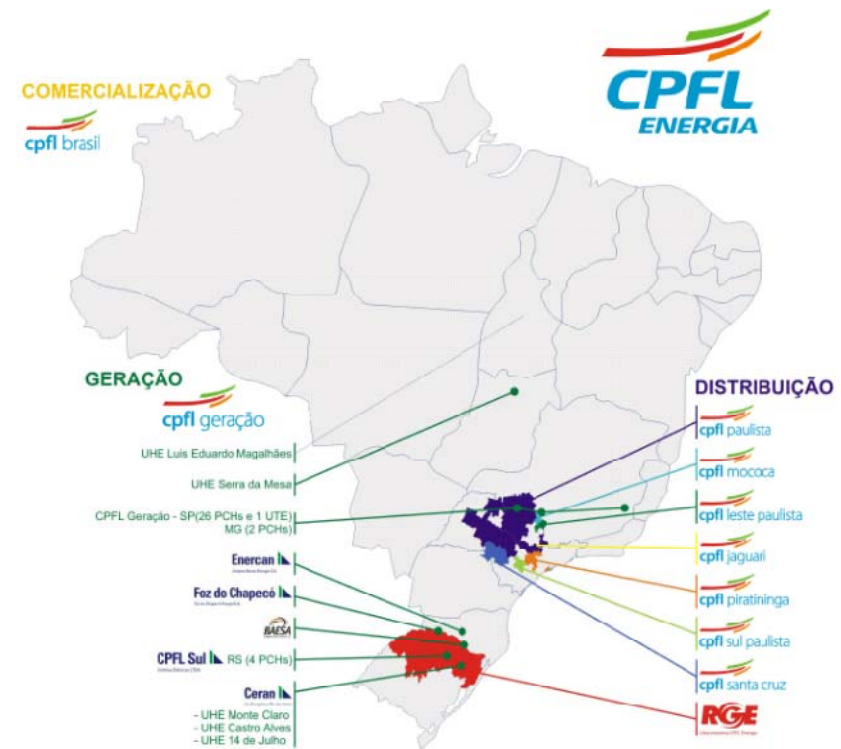 COMERCIALIZAÇÃO
cpfl brasil
CPFL
ENERGIA
GERAÇÃO
cpfl geração
UHE Luis Eduardo Magalhães
UHE Serra da Mesa
CPFL Geração - SP(26 PCHs e 1 UTE)
MG (2 PCHs)
Enercan
Foz do Chapecó
BAESA
CPFL Sul RS (4 PCHs)
Ceran
- UHE Monte Claro
- UHE Castro Alves
- UHE 14 de Julho
DISTRIBUIÇÃO
cpfl paulista
cpfl mococa
cpfl leste paulista
cpfl jaguari
cpfl piratininga
cpfl sul paulista
cpfl santa cruz
RGE